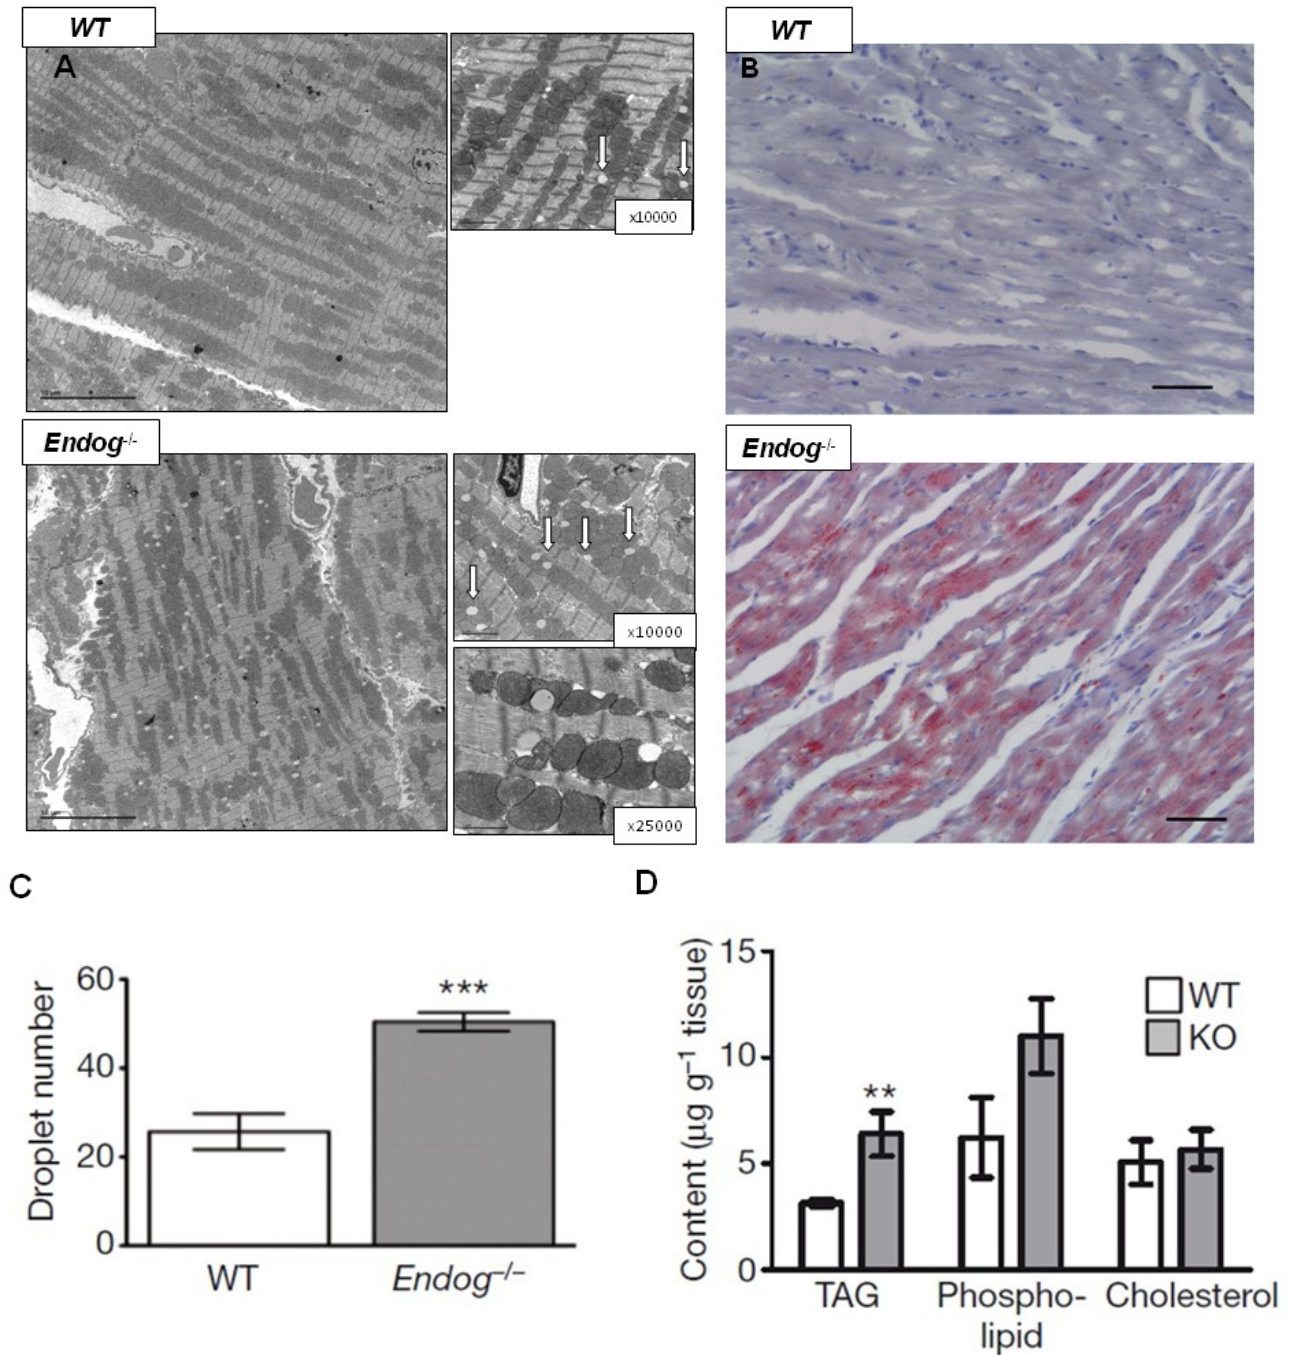 WT
A
x10000
WT
B
Endog-/-
x10000
x25000
Endog-/-
C
60
40
20
0
Droplet number
***
WT
Endog–/–
D
15
10
5
0
Content (µg g–1 tissue)
**
WT
KO
TAG
Phospho-
lipid
Cholesterol